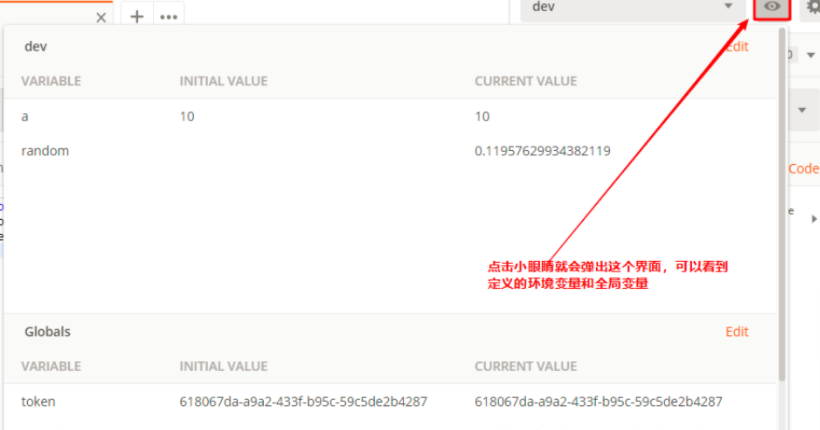 dev
dev
Edit
VARIABLE INITIAL VALUE CURRENT VALUE
a 10 10
random 0.11957629934382119
Code
点击小眼睛就会弹出这个界面，可以看到
定义的环境变量和全局变量
Globals Edit
VARIABLE INITIAL VALUE CURRENT VALUE
token 618067da-a9a2-433f-b95c-59c5de2b4287 618067da-a9a2-433f-b95c-59c5de2b4287